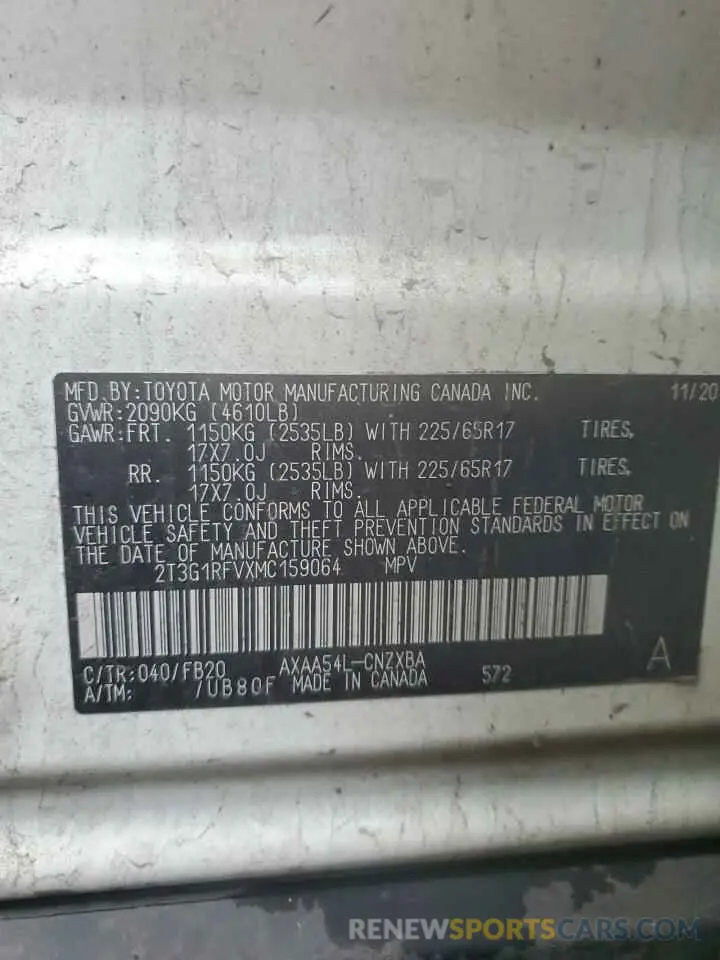 MFD. BY: TOYOTA MOTOR MANUFACTURING CANADA INC. 11/20
GVWR: 2090KG (4610LB)
GAWR: FRT. 1150KG (2535LB) WITH 225/65R17 TIRES,
17X7.0J RIMS.
RR. 1150KG (2535LB) WITH 225/65R17 TIRES,
17X7.0J RIMS.
THIS VEHICLE CONFORMS TO ALL APPLICABLE FEDERAL MOTOR
VEHICLE SAFETY AND THEFT PREVENTION STANDARDS IN EFFECT ON
THE DATE OF MANUFACTURE SHOWN ABOVE.
2T3G1RFVXMC159064 MPV
C/TR: 040/FB20 AXAA54L-CNZXBA 572 A
A/TM: /UB80F MADE IN CANADA
RENEWSPORTSCARS.COM